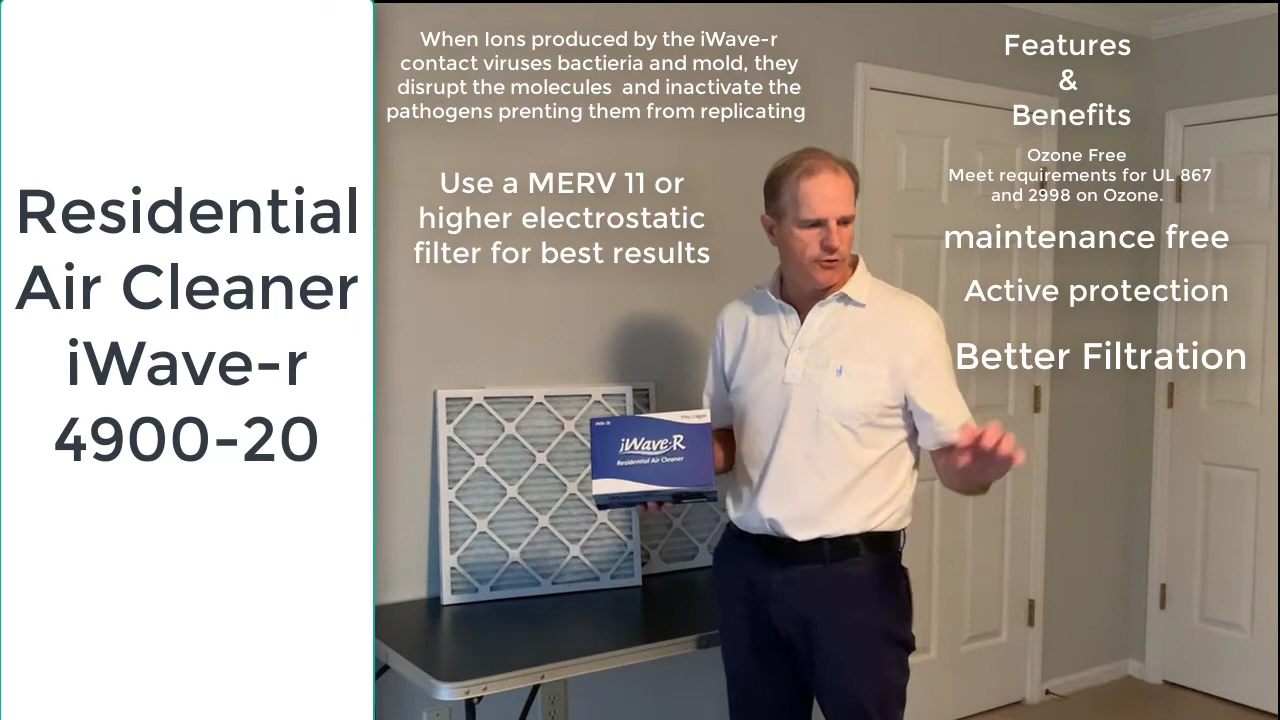 Residential
Air Cleaner
iWave-r
4900-20
When Ions produced by the iWave-r
contact viruses bactieria and mold, they
disrupt the molecules and inactivate the
pathogens prenting them from replicating
Use a MERV 11 or
higher electrostatic
filter for best results
Features
&
Benefits
Ozone Free
Meet requirements for UL 867
and 2998 on Ozone.
maintenance free
Active protection
Better Filtration
iWave-R
Residential Air Cleaner